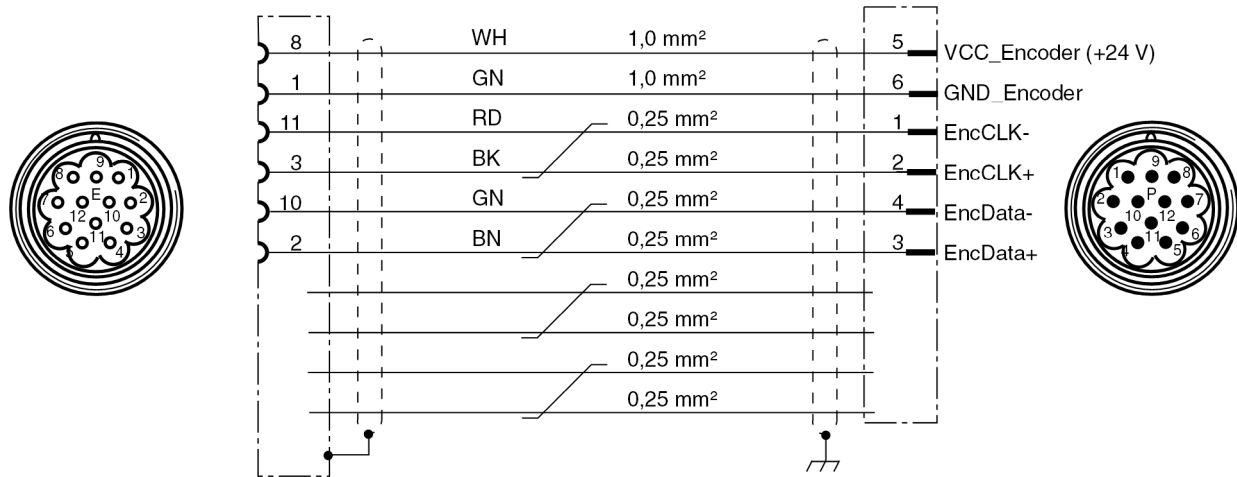 8 WH 1,0 mm² 5 VCC_Encoder (+24 V)
1 GN 1,0 mm² 6 GND_Encoder
11 RD 0,25 mm² 1 EncCLK-
3 BK 0,25 mm² 2 EncCLK+
10 GN 0,25 mm² 4 EncData-
2 BN 0,25 mm² 3 EncData+
0,25 mm²
0,25 mm²
0,25 mm²
0,25 mm²
9
8 1
7 E 2
12 10
6 3
11
5 4
9
1 8
P
2 7
10 12
3 6
11
4 5